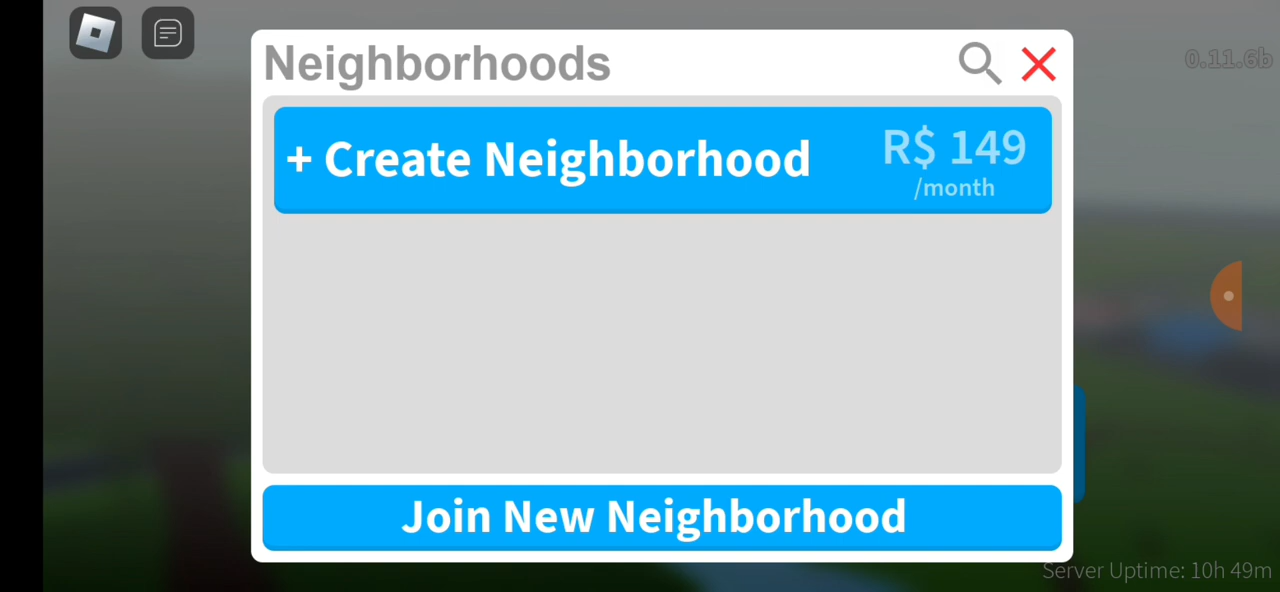 Neighborhoods
0.11.6b
+ Create Neighborhood
R$ 149
/month
Join New Neighborhood
Server Uptime: 10h 49m